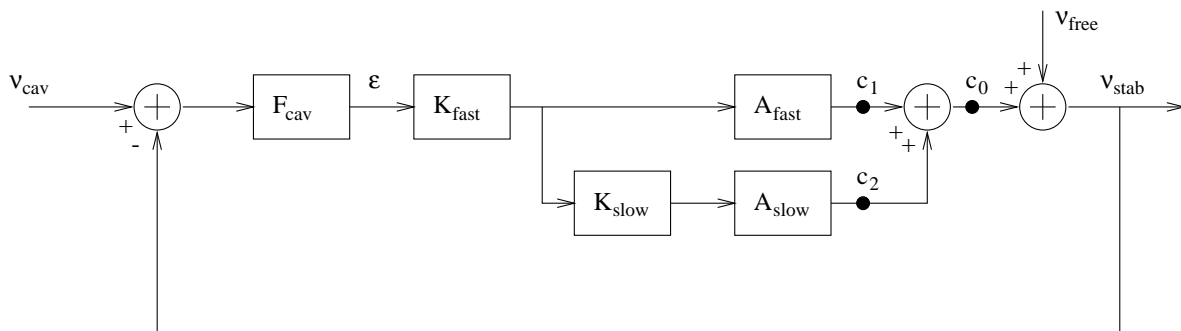 ν_free
ν_cav
F_cav
ε
K_fast
A_fast
c_1
c_0
ν_stab
+
+
+
+
+
+
+
+
-
+
K_slow
A_slow
c_2